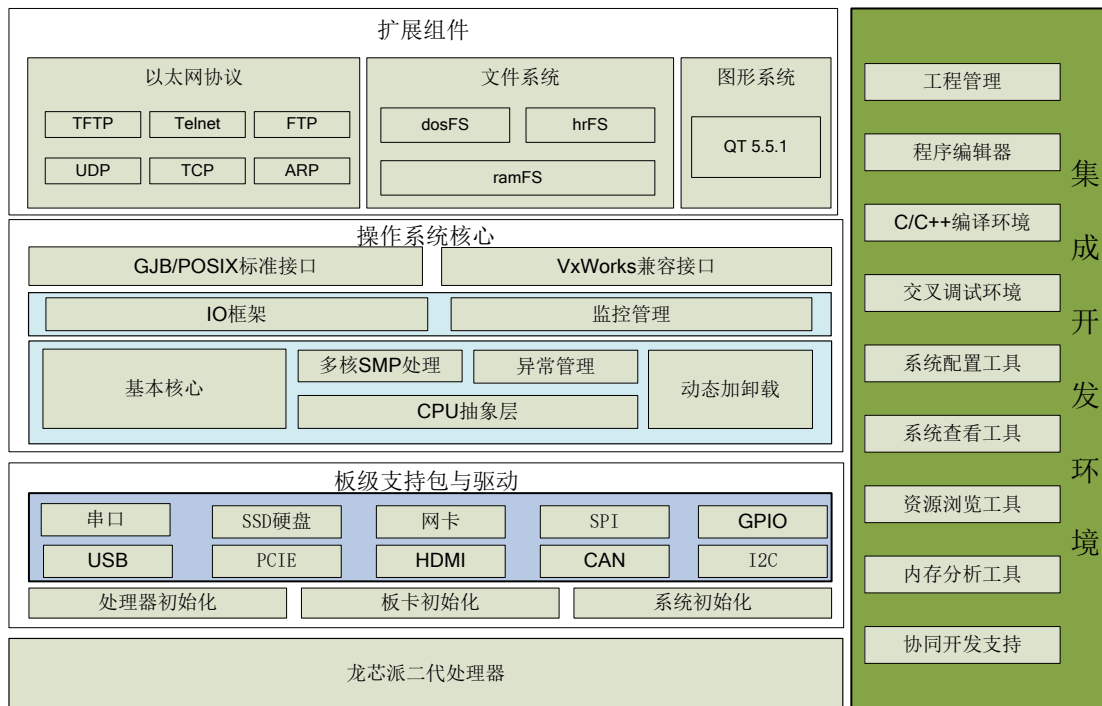 扩展组件
以太网协议
TFTP
Telnet
FTP
UDP
TCP
ARP
文件系统
dosFS
hrFS
ramFS
图形系统
QT 5.5.1
操作系统核心
GJB/POSIX标准接口
VxWorks兼容接口
IO框架
监控管理
基本核心
多核SMP处理
异常管理
CPU抽象层
动态加卸载
板级支持包与驱动
串口
SSD硬盘
网卡
SPI
GPIO
USB
PCIE
HDMI
CAN
I2C
处理器初始化
板卡初始化
系统初始化
龙芯派二代处理器
工程管理
程序编辑器
C/C++编译环境
交叉调试环境
系统配置工具
系统查看工具
资源浏览工具
内存分析工具
协同开发支持
集成开发环境